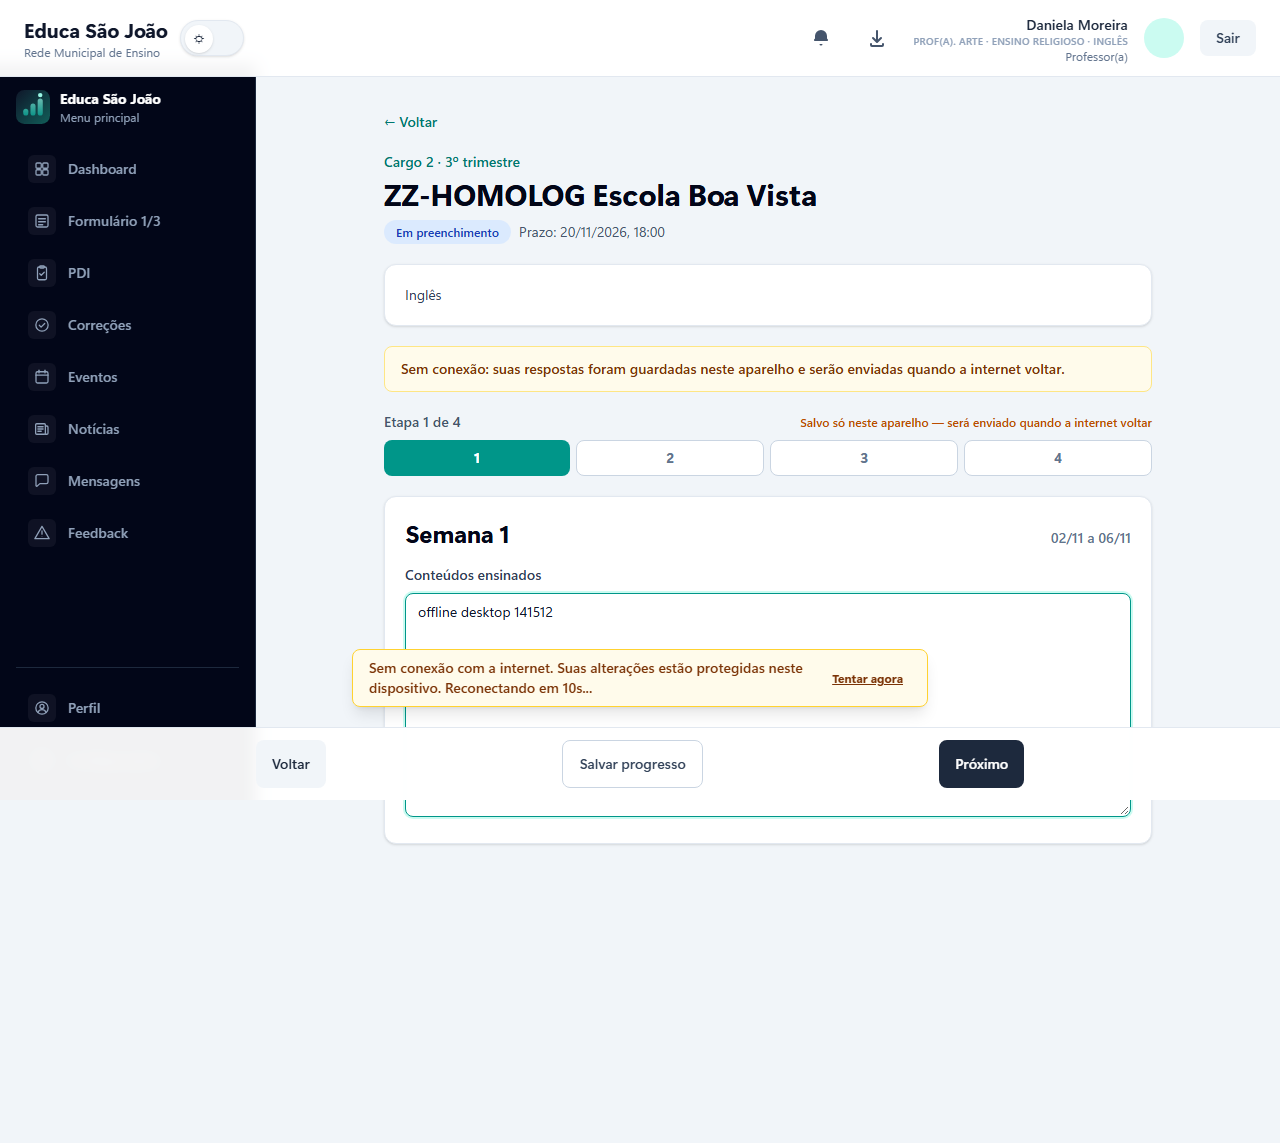 Educa São João
Rede Municipal de Ensino
Daniela Moreira
PROF(A). ARTE · ENSINO RELIGIOSO · INGLÊS
Professor(a)
Sair
Educa São João
Menu principal
Dashboard
Formulário 1/3
PDI
Correções
Eventos
Notícias
Mensagens
Feedback
Perfil
← Voltar
Cargo 2 · 3º trimestre
ZZ-HOMOLOG Escola Boa Vista
Em preenchimento
Prazo: 20/11/2026, 18:00
Inglês
Sem conexão: suas respostas foram guardadas neste aparelho e serão enviadas quando a internet voltar.
Etapa 1 de 4
Salvo só neste aparelho — será enviado quando a internet voltar
1
2
3
4
Semana 1
02/11 a 06/11
Conteúdos ensinados
offline desktop 141512
Sem conexão com a internet. Suas alterações estão protegidas neste
dispositivo. Reconectando em 10s...
Tentar agora
Voltar
Salvar progresso
Próximo